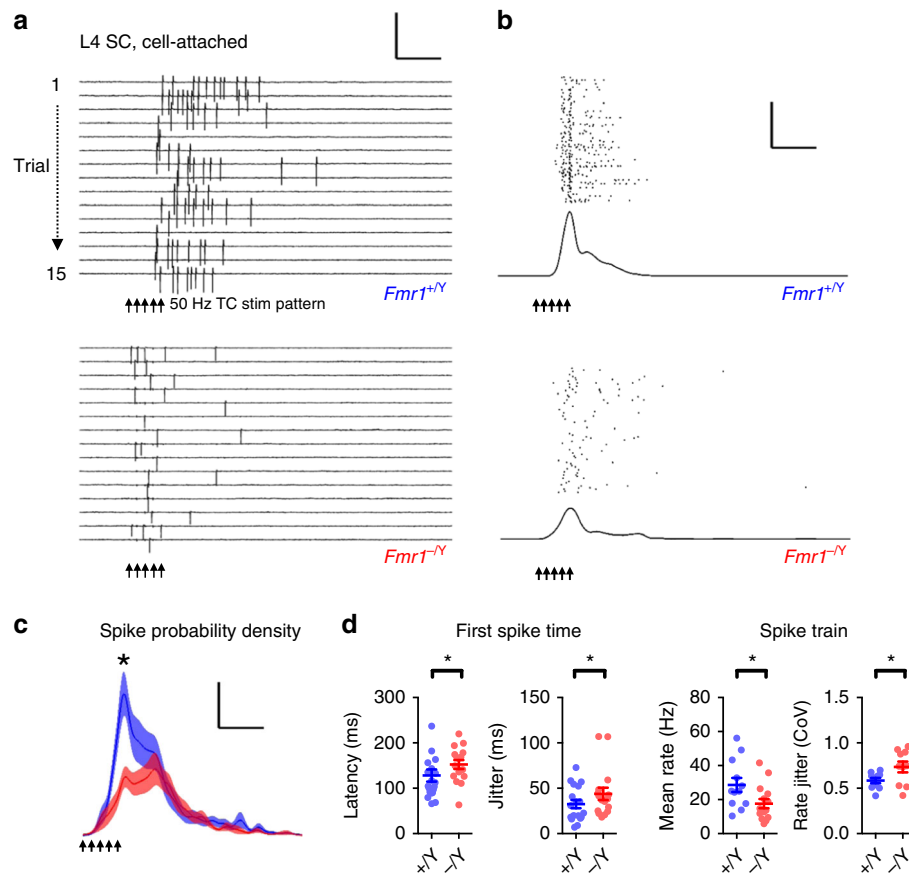 a
b
L4 SC, cell-attached
1
Trial
15
50 Hz TC stim pattern
Fmr1+/Y
Fmr1+/Y
Fmr1–/Y
Fmr1–/Y
c
d
Spike probability density
First spike time
Spike train
*
*
*
*
*
Latency (ms)
300
200
100
0
+/Y
–/Y
Jitter (ms)
150
100
50
0
+/Y
–/Y
Mean rate (Hz)
80
60
40
20
0
+/Y
–/Y
Rate jitter (CoV)
1.5
1.0
0.5
0.0
+/Y
–/Y